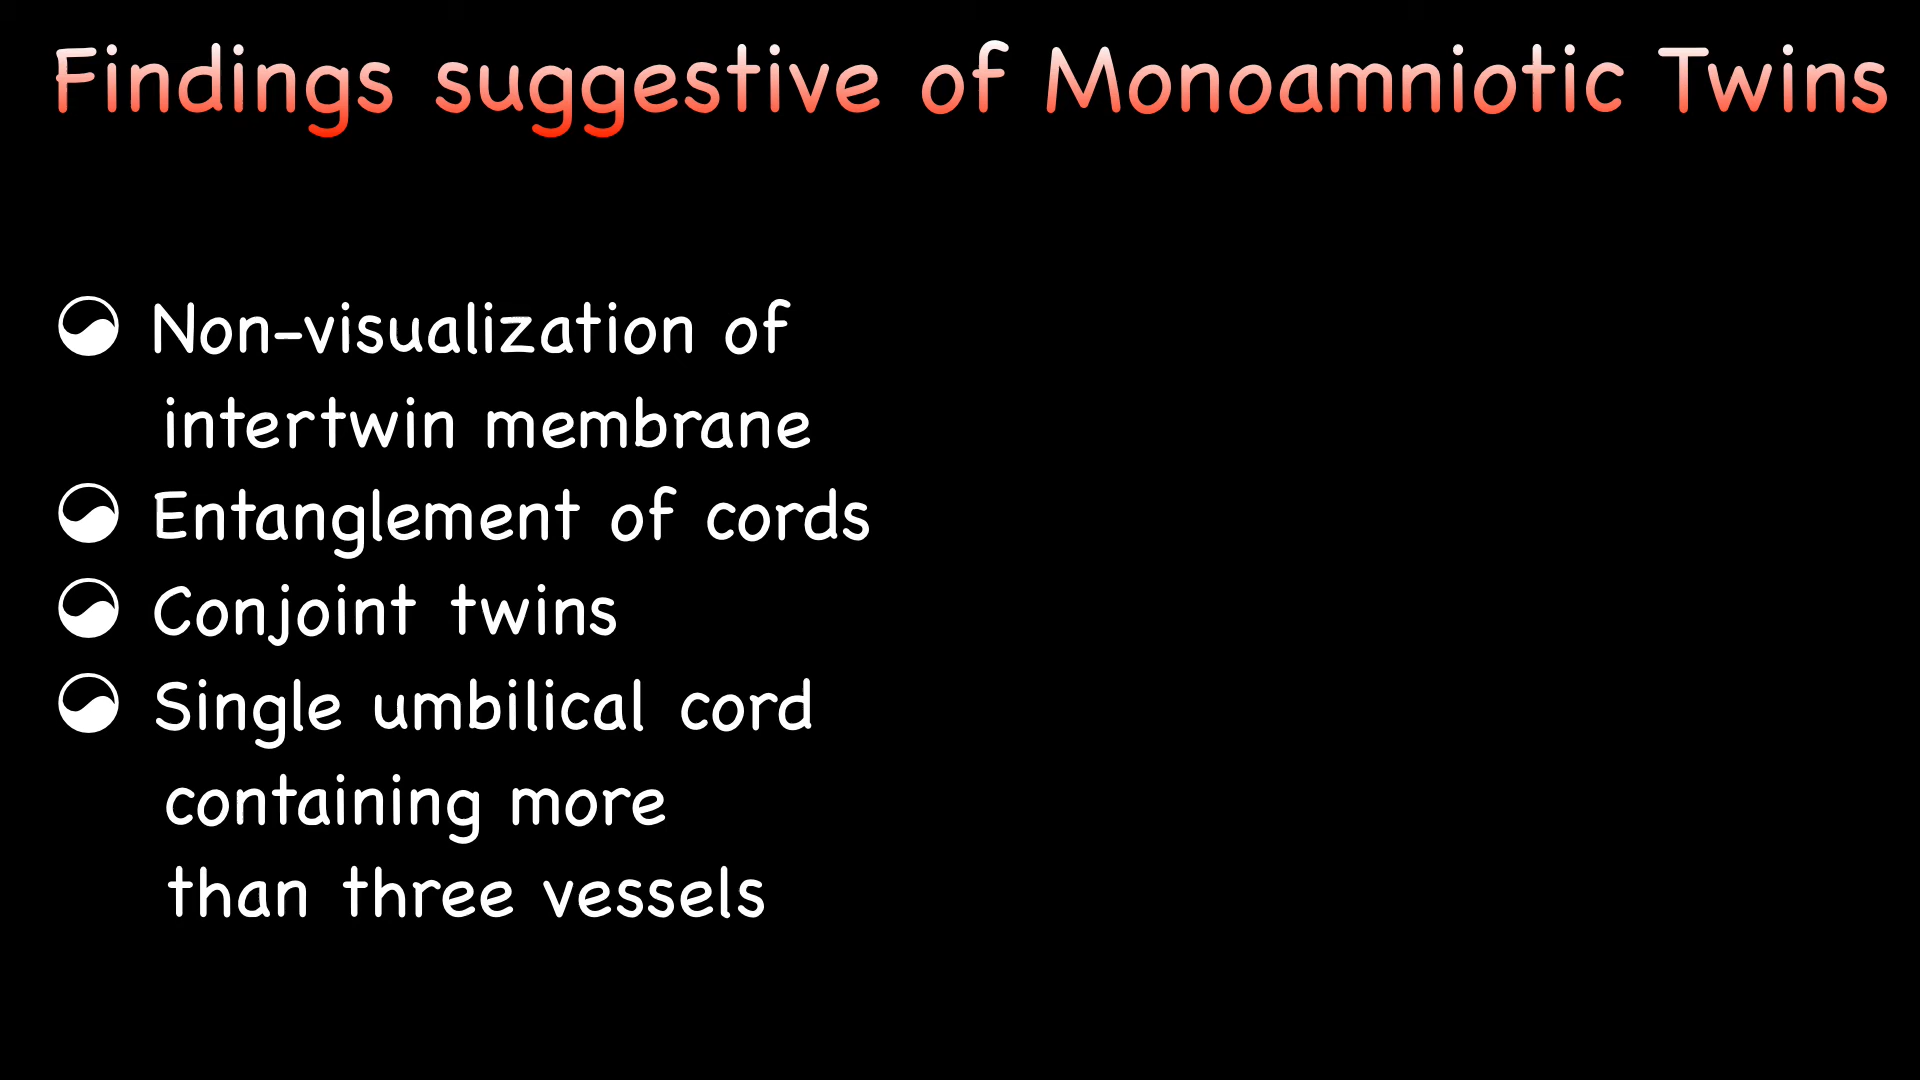 Findings suggestive of Monoamniotic Twins
Non-visualization of
intertwin membrane
Entanglement of cords
Conjoint twins
Single umbilical cord
containing more
than three vessels